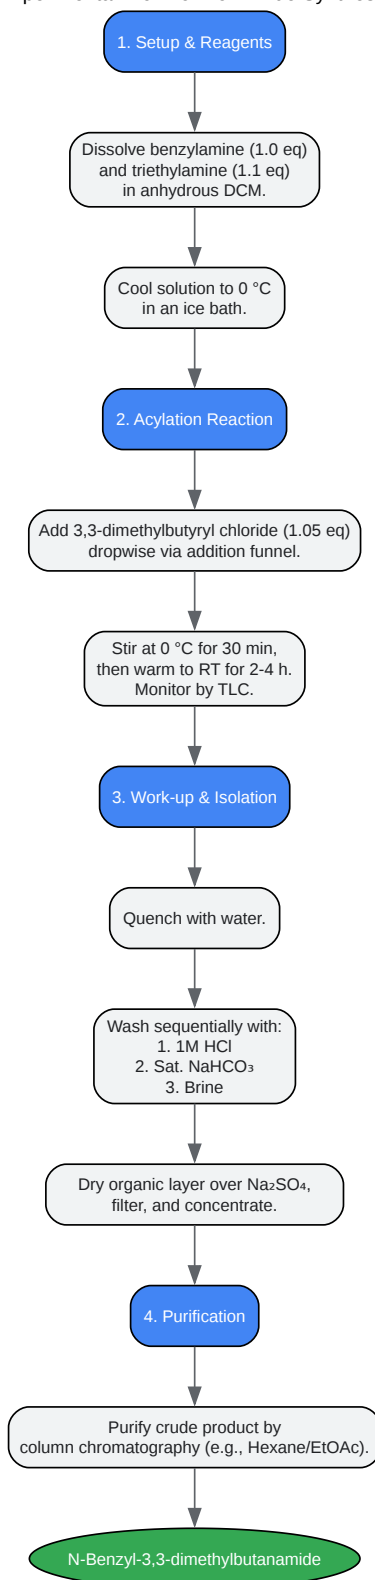 1. Setup & Reagents
Dissolve benzylamine (1.0 eq)
and triethylamine (1.1 eq)
in anhydrous DCM.
Cool solution to 0 °C
in an ice bath.
2. Acylation Reaction
Add 3,3-dimethylbutyryl chloride (1.05 eq)
dropwise via addition funnel.
Stir at 0 °C for 30 min,
then warm to RT for 2-4 h.
Monitor by TLC.
3. Work-up & Isolation
Quench with water.
Wash sequentially with:
1. 1M HCl
2. Sat. NaHCO₃
3. Brine
Dry organic layer over Na₂SO₄,
filter, and concentrate.
4. Purification
Purify crude product by
column chromatography (e.g., Hexane/EtOAc).
N-Benzyl-3,3-dimethylbutanamide